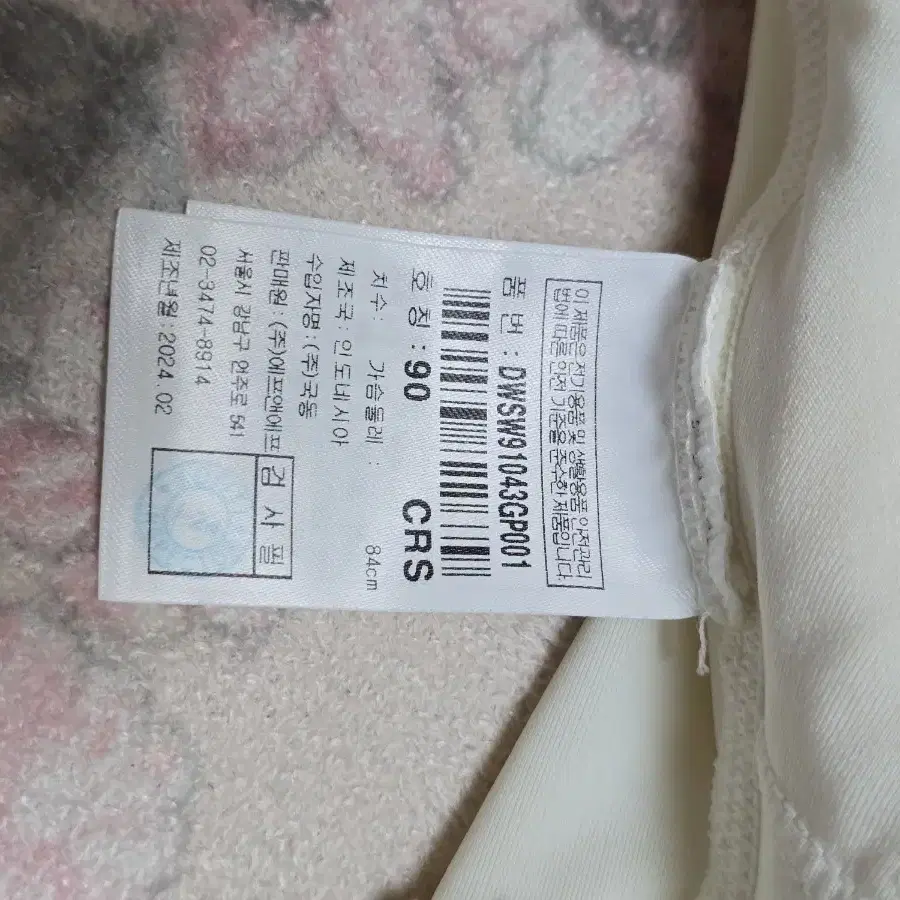 이 제품은 전기용품 및 생활용품 안전관리
법에 따른 안전 기준을 준수한 제품입니다.
품 번 : DWSW91043GP001
호 칭 : 90 CRS
치수: 가슴둘레 : 84cm
제조국: 인도네시아
수입자명 : (주)국동
판매원: (주)에프앤에프
서울시 강남구 언주로 541
02-3474-8914
제조년월:2024. 02
검 사 필